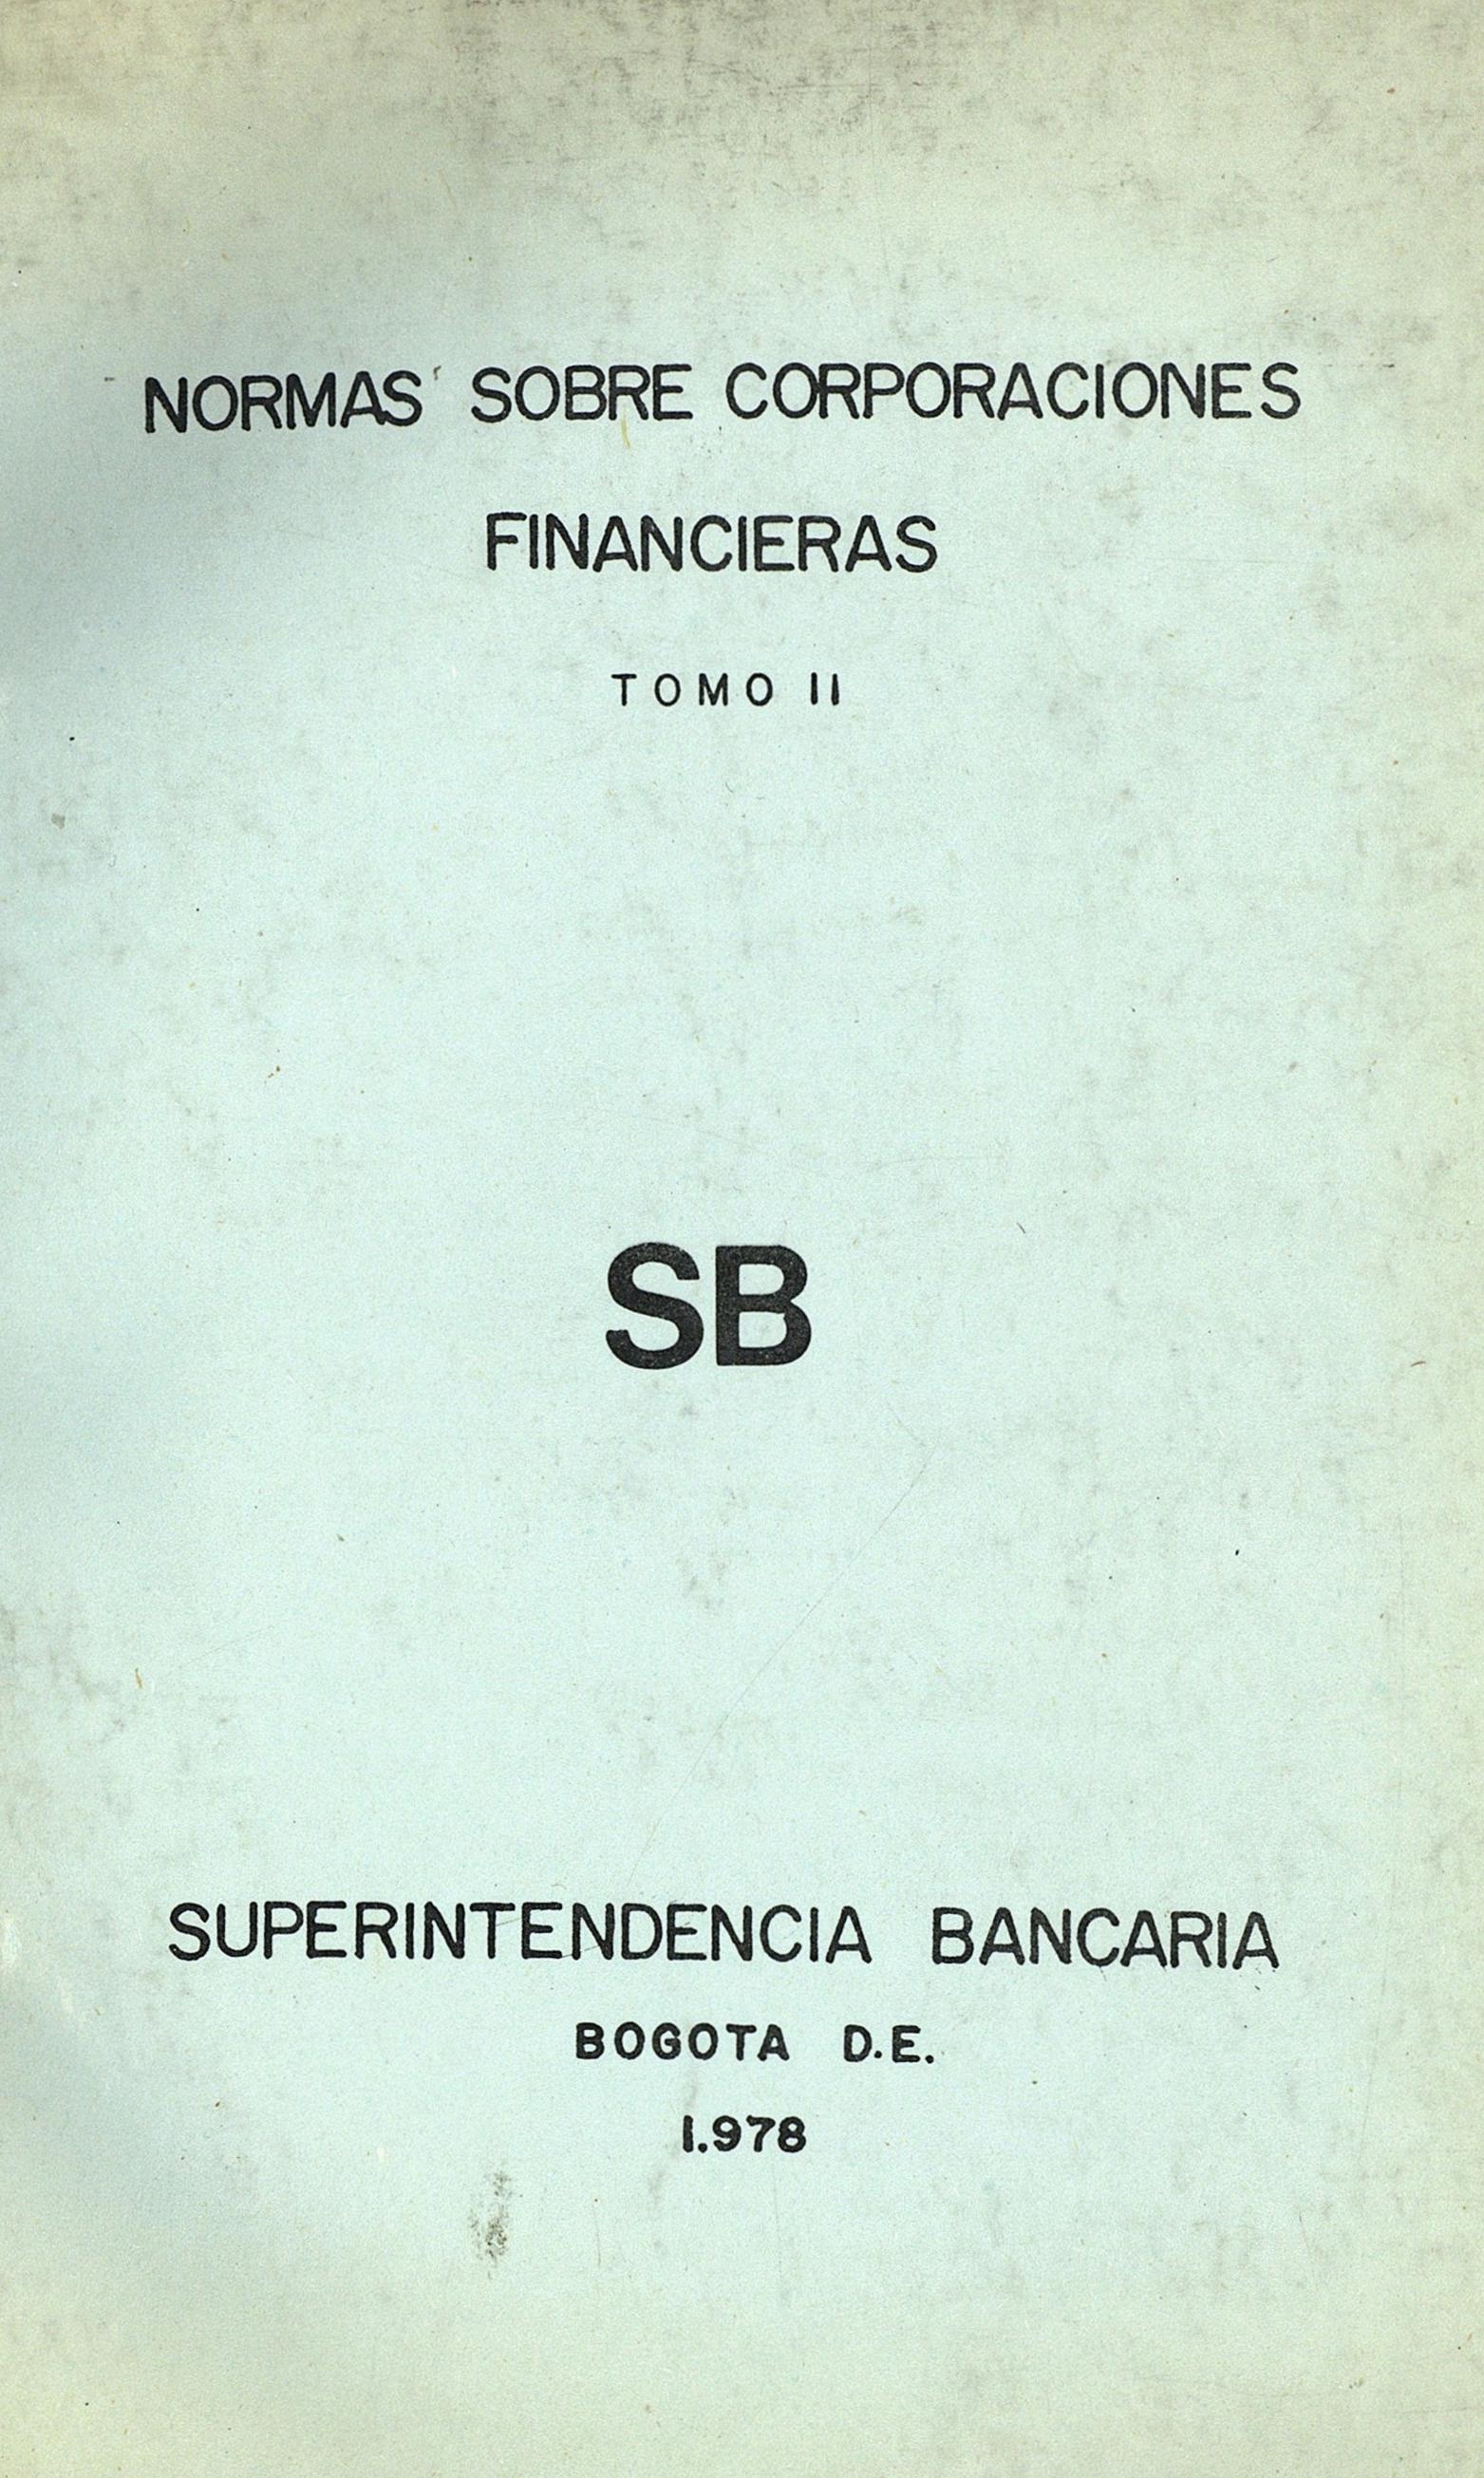 NORMAS SOBRE CORPORACIONES
FINANCIERAS
TOMO II
SB
SUPERINTENDENCIA BANCARIA
BOGOTA D.E.
1.978